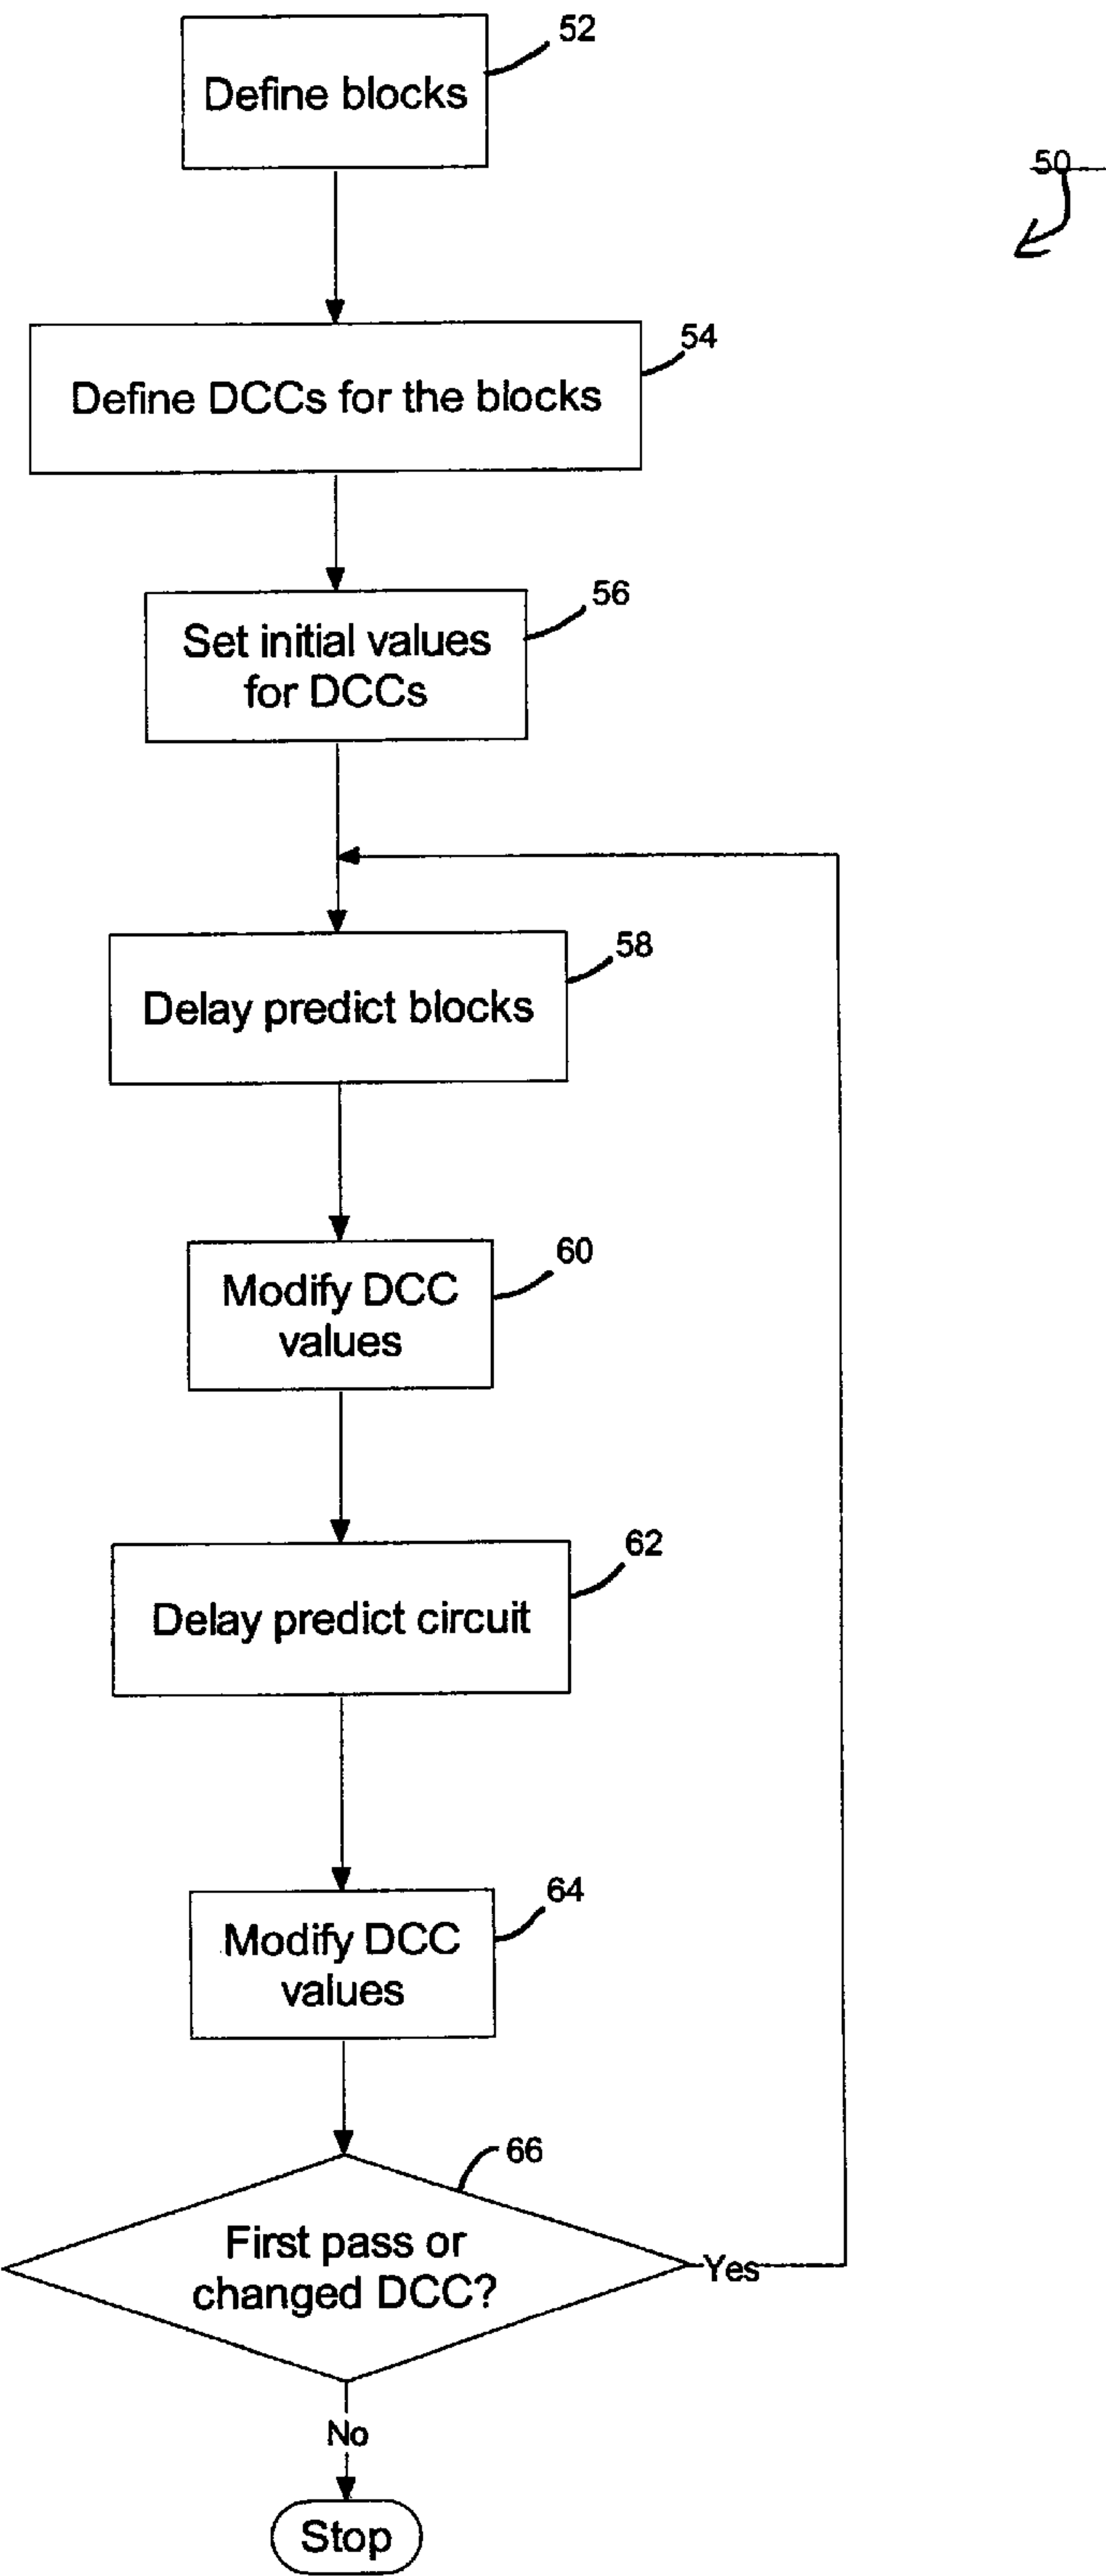 52
Define blocks
50
54
Define DCCs for the blocks
56
Set initial values
for DCCs
58
Delay predict blocks
60
Modify DCC
values
62
Delay predict circuit
64
Modify DCC
values
66
First pass or
changed DCC?
Yes
No
Stop